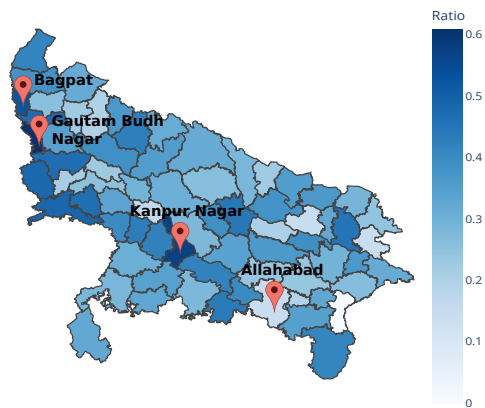 Ratio
0.6
Bagpat
Gautam Budh
Nagar
0.5
0.4
Kanpur Nagar
0.3
Allahabad
0.2
0.1
0